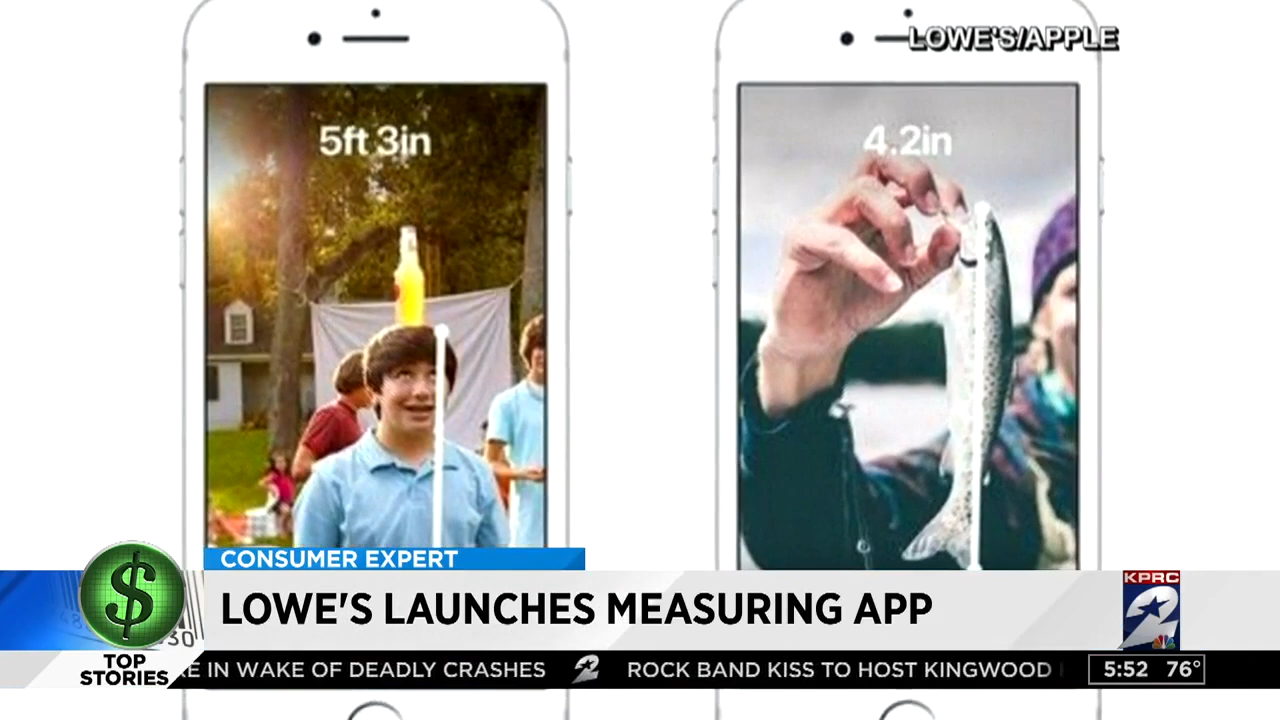 LOWE'S/APPLE
5ft 3in
4.2in
CONSUMER EXPERT
LOWE'S LAUNCHES MEASURING APP
KPRC
2
TOP
STORIES
IN WAKE OF DEADLY CRASHES 2 ROCK BAND KISS TO HOST KINGWOOD
5:52 76°